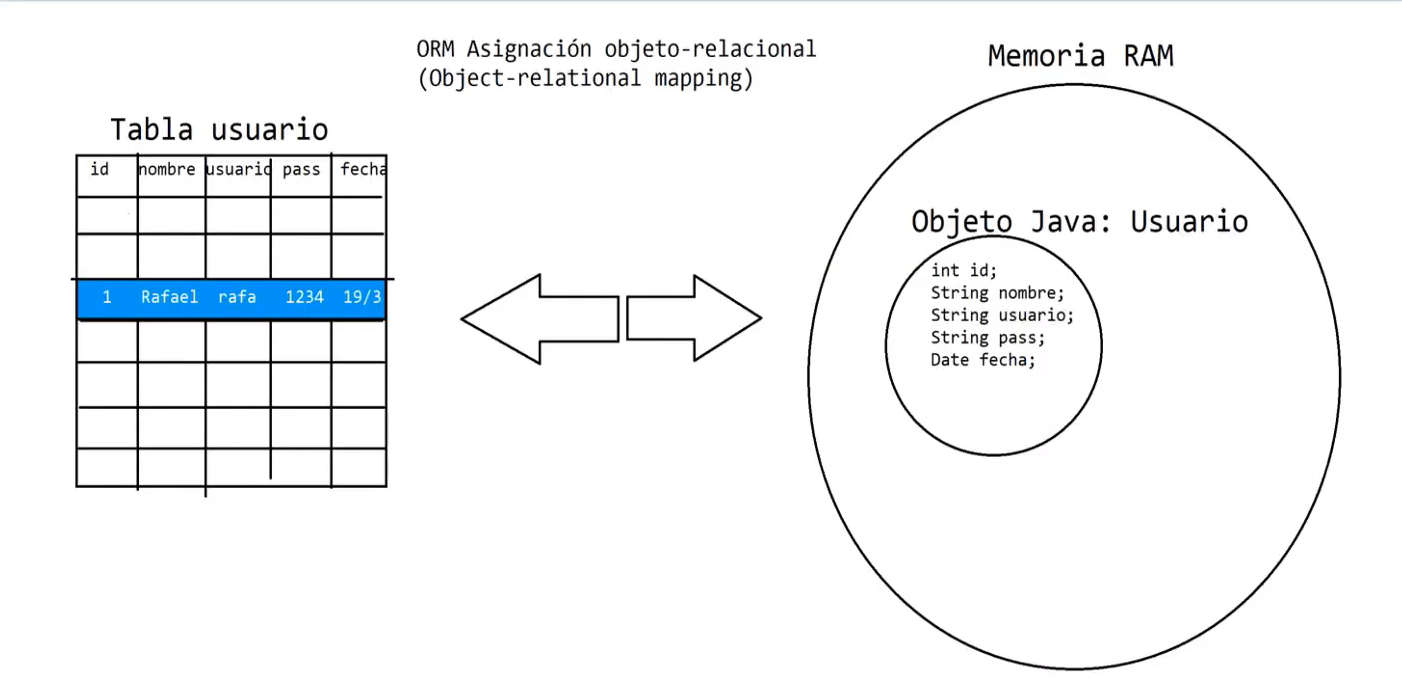 ORM Asignación objeto-relacional
(Object-relational mapping)
Memoria RAM
Tabla usuario
id nombre usuario pass fecha
1 Rafael rafa 1234 19/3
Objeto Java: Usuario
int id;
String nombre;
String usuario;
String pass;
Date fecha;